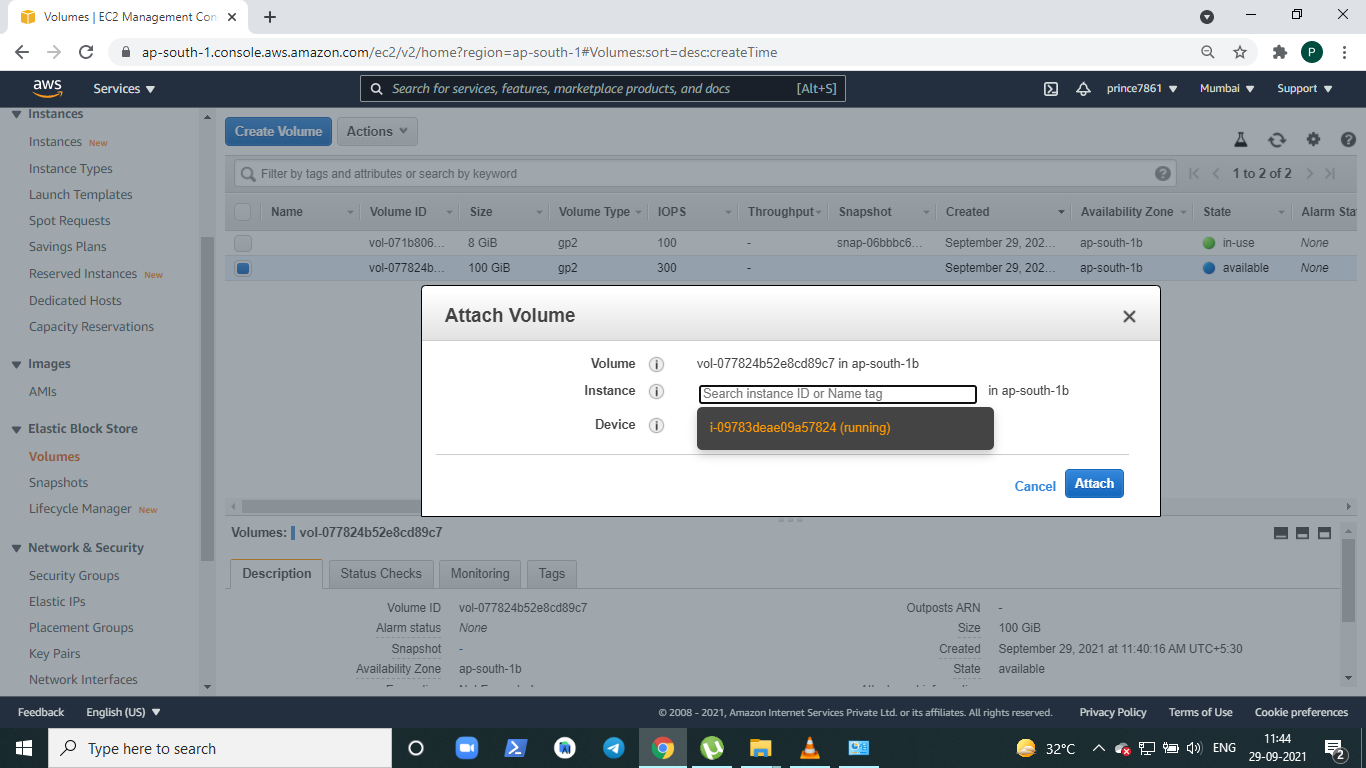 Volumes | EC2 Management Con
ap-south-1.console.aws.amazon.com/ec2/v2/home?region=ap-south-1#Volumes:sort=desc:createTime
P
aws
Services
Search for services, features, marketplace products, and docs [Alt+S]
prince7861
Mumbai
Support
Instances
Instances New
Instance Types
Launch Templates
Spot Requests
Savings Plans
Reserved Instances New
Dedicated Hosts
Capacity Reservations
Images
AMIs
Elastic Block Store
Volumes
Snapshots
Lifecycle Manager New
Network & Security
Security Groups
Elastic IPs
Placement Groups
Key Pairs
Network Interfaces
Create Volume
Actions
Filter by tags and attributes or search by keyword
1 to 2 of 2
Name Volume ID Size Volume Type IOPS Throughput Snapshot Created Availability Zone State Alarm Sta
vol-071b806... 8 GiB gp2 100 - snap-06bbbc6... September 29, 202... ap-south-1b in-use None
vol-077824b... 100 GiB gp2 300 - September 29, 202... ap-south-1b available None
Attach Volume
Volume i vol-077824b52e8cd89c7 in ap-south-1b
Instance i Search instance ID or Name tag in ap-south-1b
Device i i-09783deae09a57824 (running)
Cancel Attach
Volumes: vol-077824b52e8cd89c7
Description Status Checks Monitoring Tags
Volume ID vol-077824b52e8cd89c7 Outposts ARN -
Alarm status None Size 100 GiB
Snapshot - Created September 29, 2021 at 11:40:16 AM UTC+5:30
Availability Zone ap-south-1b State available
Feedback English (US)
© 2008 - 2021, Amazon Internet Services Private Ltd. or its affiliates. All rights reserved. Privacy Policy Terms of Use Cookie preferences
Type here to search
32°C
ENG
11:44
29-09-2021
2